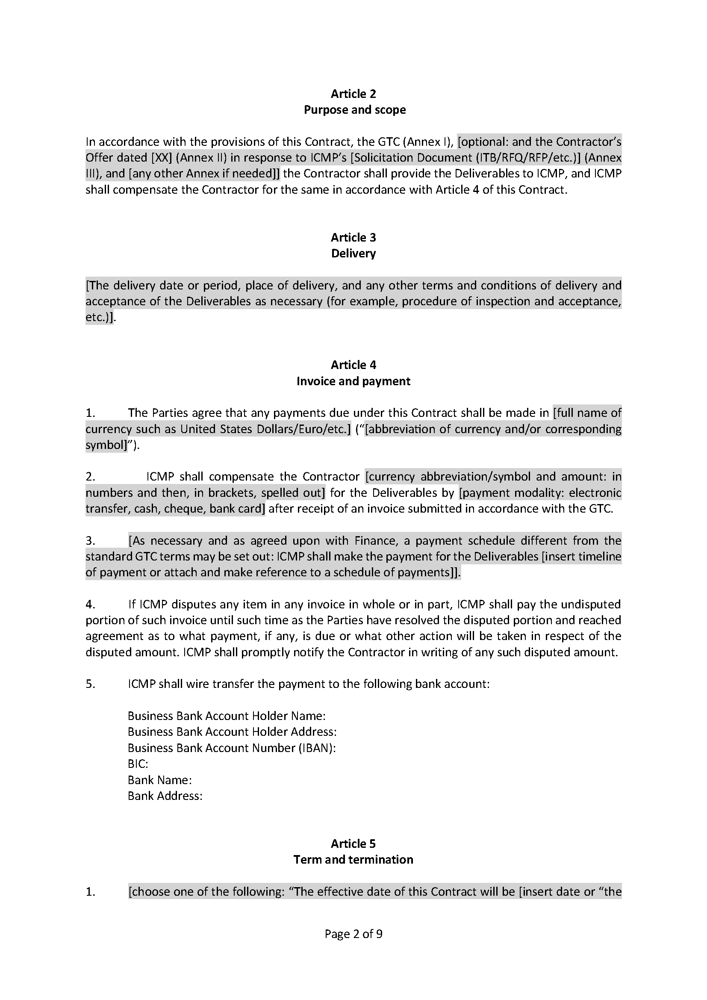 Article 2
Purpose and scope
In accordance with the provisions of this Contract, the GTC (Annex I), [optional: and the Contractor’s
Offer dated [XX] (Annex II) in response to ICMP’s [Solicitation Document (ITB/RFQ/RFP/etc.)] (Annex
III), and [any other Annex if needed]] the Contractor shall provide the Deliverables to ICMP, and ICMP
shall compensate the Contractor for the same in accordance with Article 4 of this Contract.
Article 3
Delivery
[The delivery date or period, place of delivery, and any other terms and conditions of delivery and
acceptance of the Deliverables as necessary (for example, procedure of inspection and acceptance,
etc.)].
Article 4
Invoice and payment
1. The Parties agree that any payments due under this Contract shall be made in [full name of
currency such as United States Dollars/Euro/etc.] (“[abbreviation of currency and/or corresponding
symbol]”).
2. ICMP shall compensate the Contractor [currency abbreviation/symbol and amount: in
numbers and then, in brackets, spelled out] for the Deliverables by [payment modality: electronic
transfer, cash, cheque, bank card] after receipt of an invoice submitted in accordance with the GTC.
3. [As necessary and as agreed upon with Finance, a payment schedule different from the
standard GTC terms may be set out: ICMP shall make the payment for the Deliverables [insert timeline
of payment or attach and make reference to a schedule of payments]].
4. If ICMP disputes any item in any invoice in whole or in part, ICMP shall pay the undisputed
portion of such invoice until such time as the Parties have resolved the disputed portion and reached
agreement as to what payment, if any, is due or what other action will be taken in respect of the
disputed amount. ICMP shall promptly notify the Contractor in writing of any such disputed amount.
5. ICMP shall wire transfer the payment to the following bank account:
Business Bank Account Holder Name:
Business Bank Account Holder Address:
Business Bank Account Number (IBAN):
BIC:
Bank Name:
Bank Address:
Article 5
Term and termination
1. [choose one of the following: “The effective date of this Contract will be [insert date or “the
Page 2 of 9